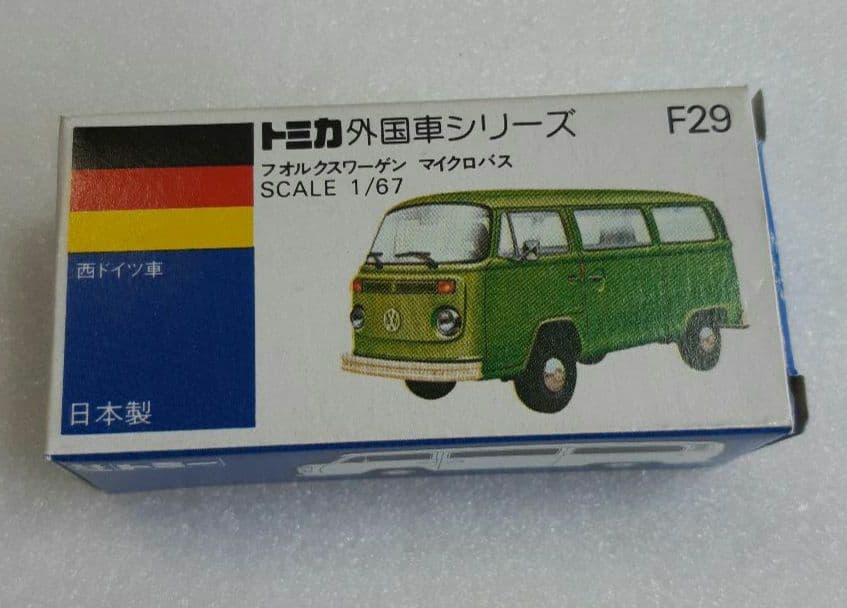 トミカ外国車シリーズ F29
フォルクスワーゲン マイクロバス
SCALE 1/67
西ドイツ車
日本製